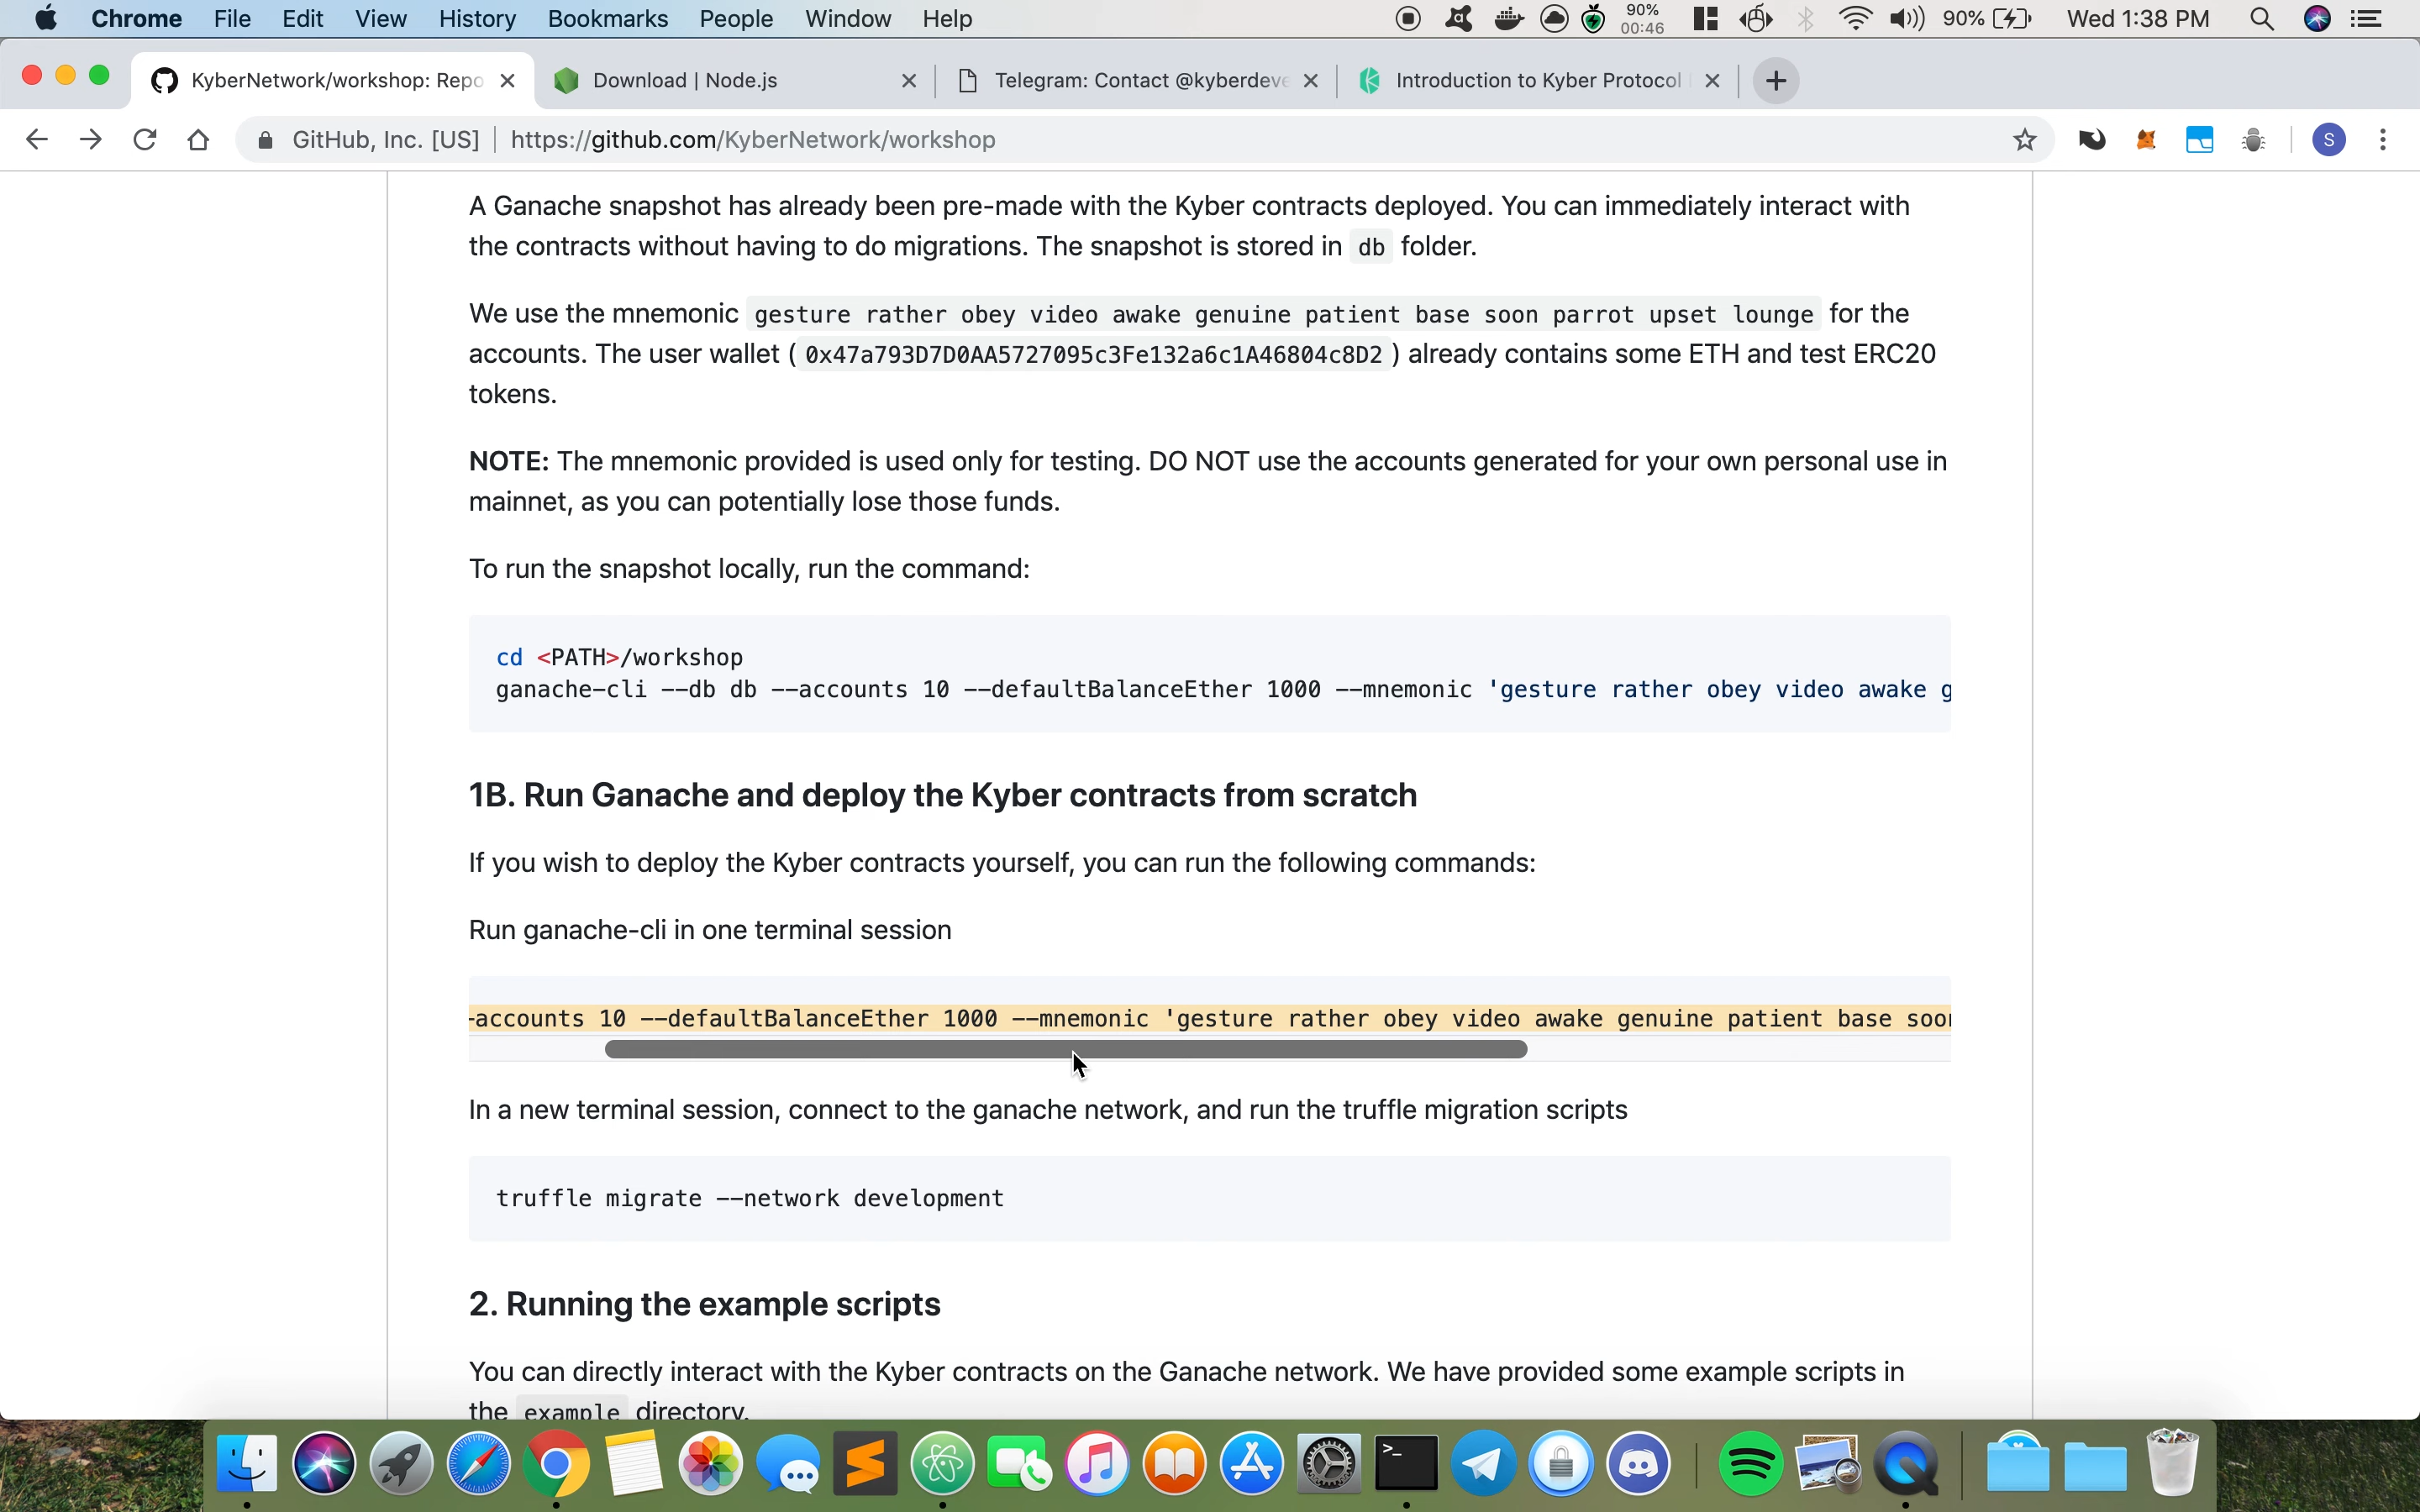 Chrome File Edit View History Bookmarks People Window Help 90% 00:46 90% Wed 1:38 PM
KyberNetwork/workshop: Repo Download | Node.js Telegram: Contact @kyberdeve Introduction to Kyber Protocol
GitHub, Inc. [US] https://github.com/KyberNetwork/workshop S
A Ganache snapshot has already been pre-made with the Kyber contracts deployed. You can immediately interact with
the contracts without having to do migrations. The snapshot is stored in db folder.
We use the mnemonic gesture rather obey video awake genuine patient base soon parrot upset lounge for the
accounts. The user wallet ( 0x47a793D7D0AA5727095c3Fe132a6c1A46804c8D2 ) already contains some ETH and test ERC20
tokens.
NOTE: The mnemonic provided is used only for testing. DO NOT use the accounts generated for your own personal use in
mainnet, as you can potentially lose those funds.
To run the snapshot locally, run the command:
cd <PATH>/workshop
ganache-cli --db db --accounts 10 --defaultBalanceEther 1000 --mnemonic 'gesture rather obey video awake g
1B. Run Ganache and deploy the Kyber contracts from scratch
If you wish to deploy the Kyber contracts yourself, you can run the following commands:
Run ganache-cli in one terminal session
-accounts 10 --defaultBalanceEther 1000 --mnemonic 'gesture rather obey video awake genuine patient base soon
In a new terminal session, connect to the ganache network, and run the truffle migration scripts
truffle migrate --network development
2. Running the example scripts
You can directly interact with the Kyber contracts on the Ganache network. We have provided some example scripts in
the example directory.